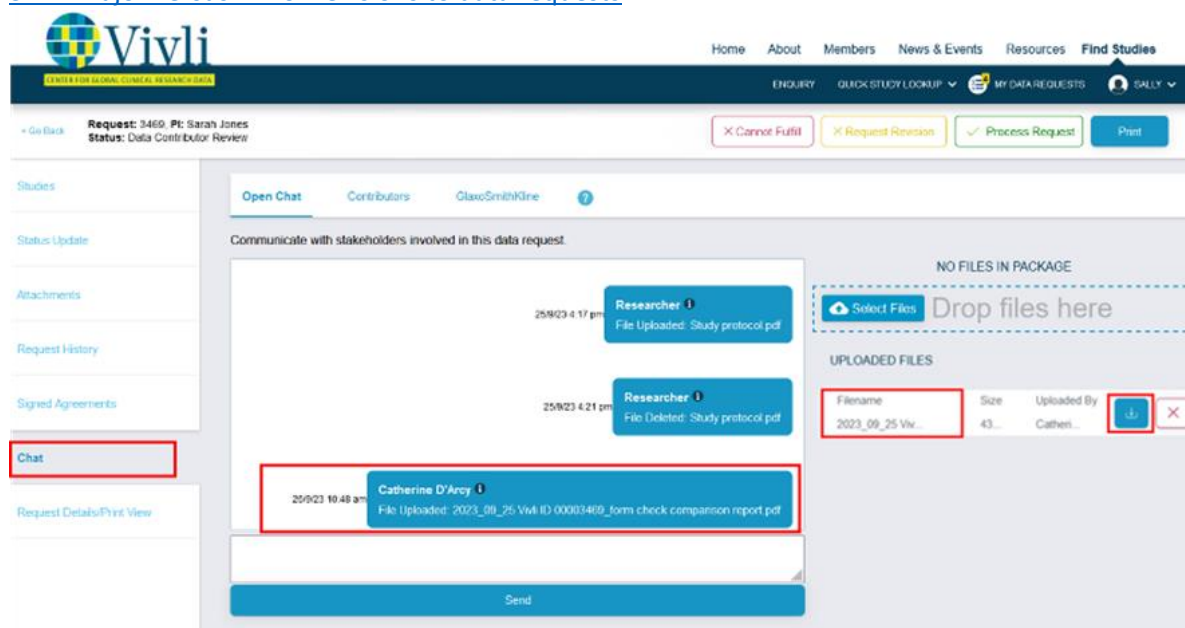 Vivli
CENTER FOR GLOBAL CLINICAL RESEARCH DATA
Home About Members News & Events Resources Find Studies
ENQUIRY QUICK STUDY LOOKUP MY DATA REQUESTS SALLY
< Go Back
Request: 3469, PI: Sarah Jones
Status: Data Contributor Review
Cannot Fulfill Request Revision Process Request Print
Studies
Status Update
Attachments
Request History
Signed Agreements
Chat
Request Details/Print View
Open Chat Contributors GlaxoSmithKline ?
Communicate with stakeholders involved in this data request.
25/9/23 4:17 pm
Researcher
File Uploaded: Study protocol.pdf
25/9/23 4:21 pm
Researcher
File Deleted: Study protocol.pdf
26/9/23 10:48 am
Catherine D'Arcy
File Uploaded: 2023_09_25 Vivli ID 00003469_form check comparison report.pdf
Send
NO FILES IN PACKAGE
Select Files Drop files here
UPLOADED FILES
Filename Size Uploaded By
2023_09_25 Viv... 43... Catheri...